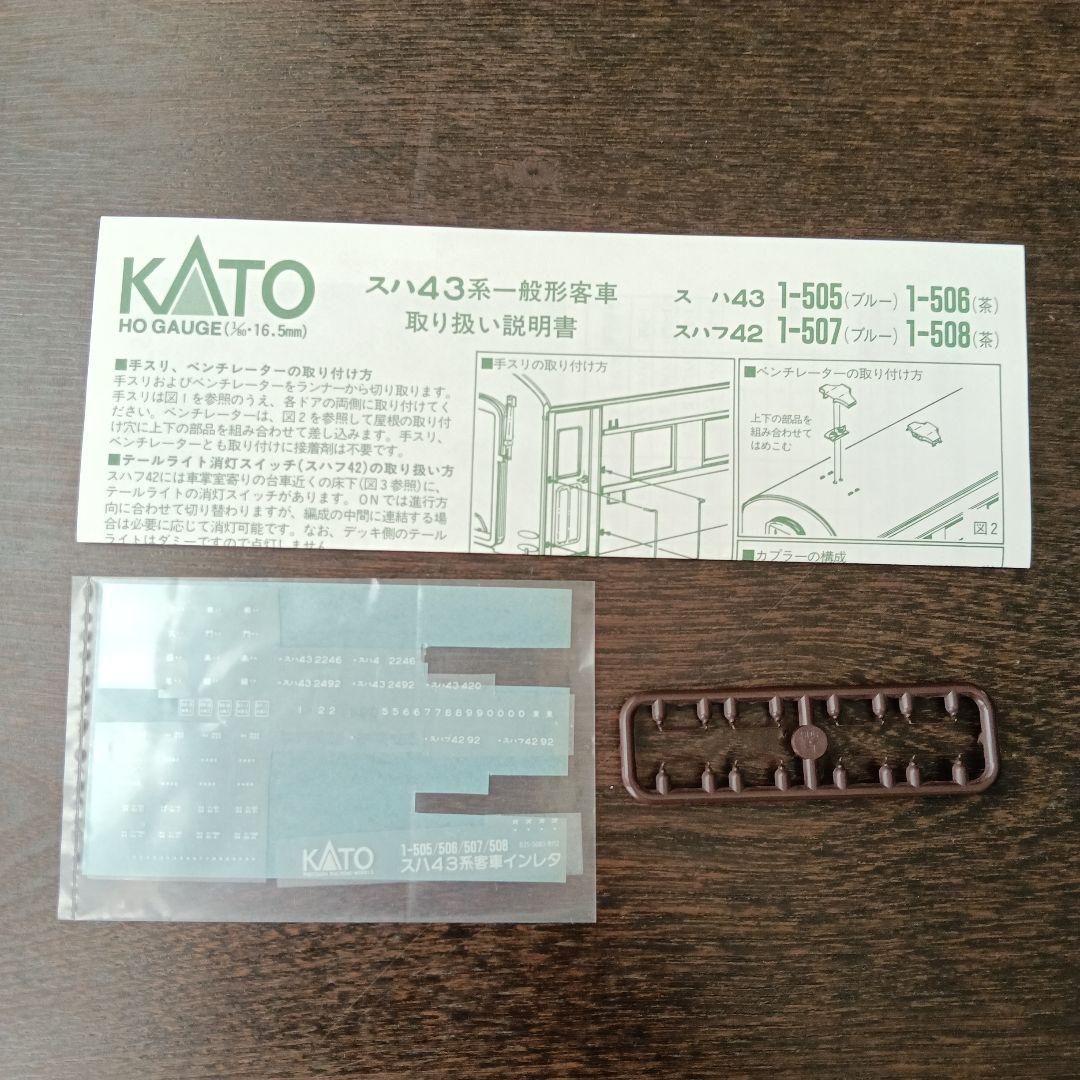 KATO
HO GAUGE(1/80・16.5mm)
スハ43系一般形客車
取り扱い説明書
スハ43 1-505(ブルー) 1-506(茶)
スハフ42 1-507(ブルー) 1-508(茶)
■手スリ、ベンチレーターの取り付け方
手スリおよびベンチレーターをランナーから切り取ります。
手スリは図1を参照のうえ、各ドアの両側に取り付けてく
ださい。ベンチレーターは、図2を参照して屋根の取り付
け穴に上下の部品を組み合わせて差し込みます。手スリ、
ベンチレーターとも取り付けに接着剤は不要です。
■テールライト消灯スイッチ(スハフ42)の取り扱い方
スハフ42には車掌室寄りの台車近くの床下(図3参照)に、
テールライトの消灯スイッチがあります。ONでは進行方
向に合わせて切り替わりますが、編成の中間に連結する場
合は必要に応じて消灯可能です。なお、デッキ側のテール
ライトはダミーですので点灯しません
■手スリの取り付け方
■ベンチレーターの取り付け方
上下の部品を
組み合わせて
はめこむ
図2
■カプラーの構成
・スハ43 2246 ・スハ4 2246
・スハ43 2492 ・スハ43 2492 ・スハ43 420
1 22 5566778899000
・スハフ42 92 ・スハフ42 92
KATO
1-505/506/507/508
スハ43系客車インレタ